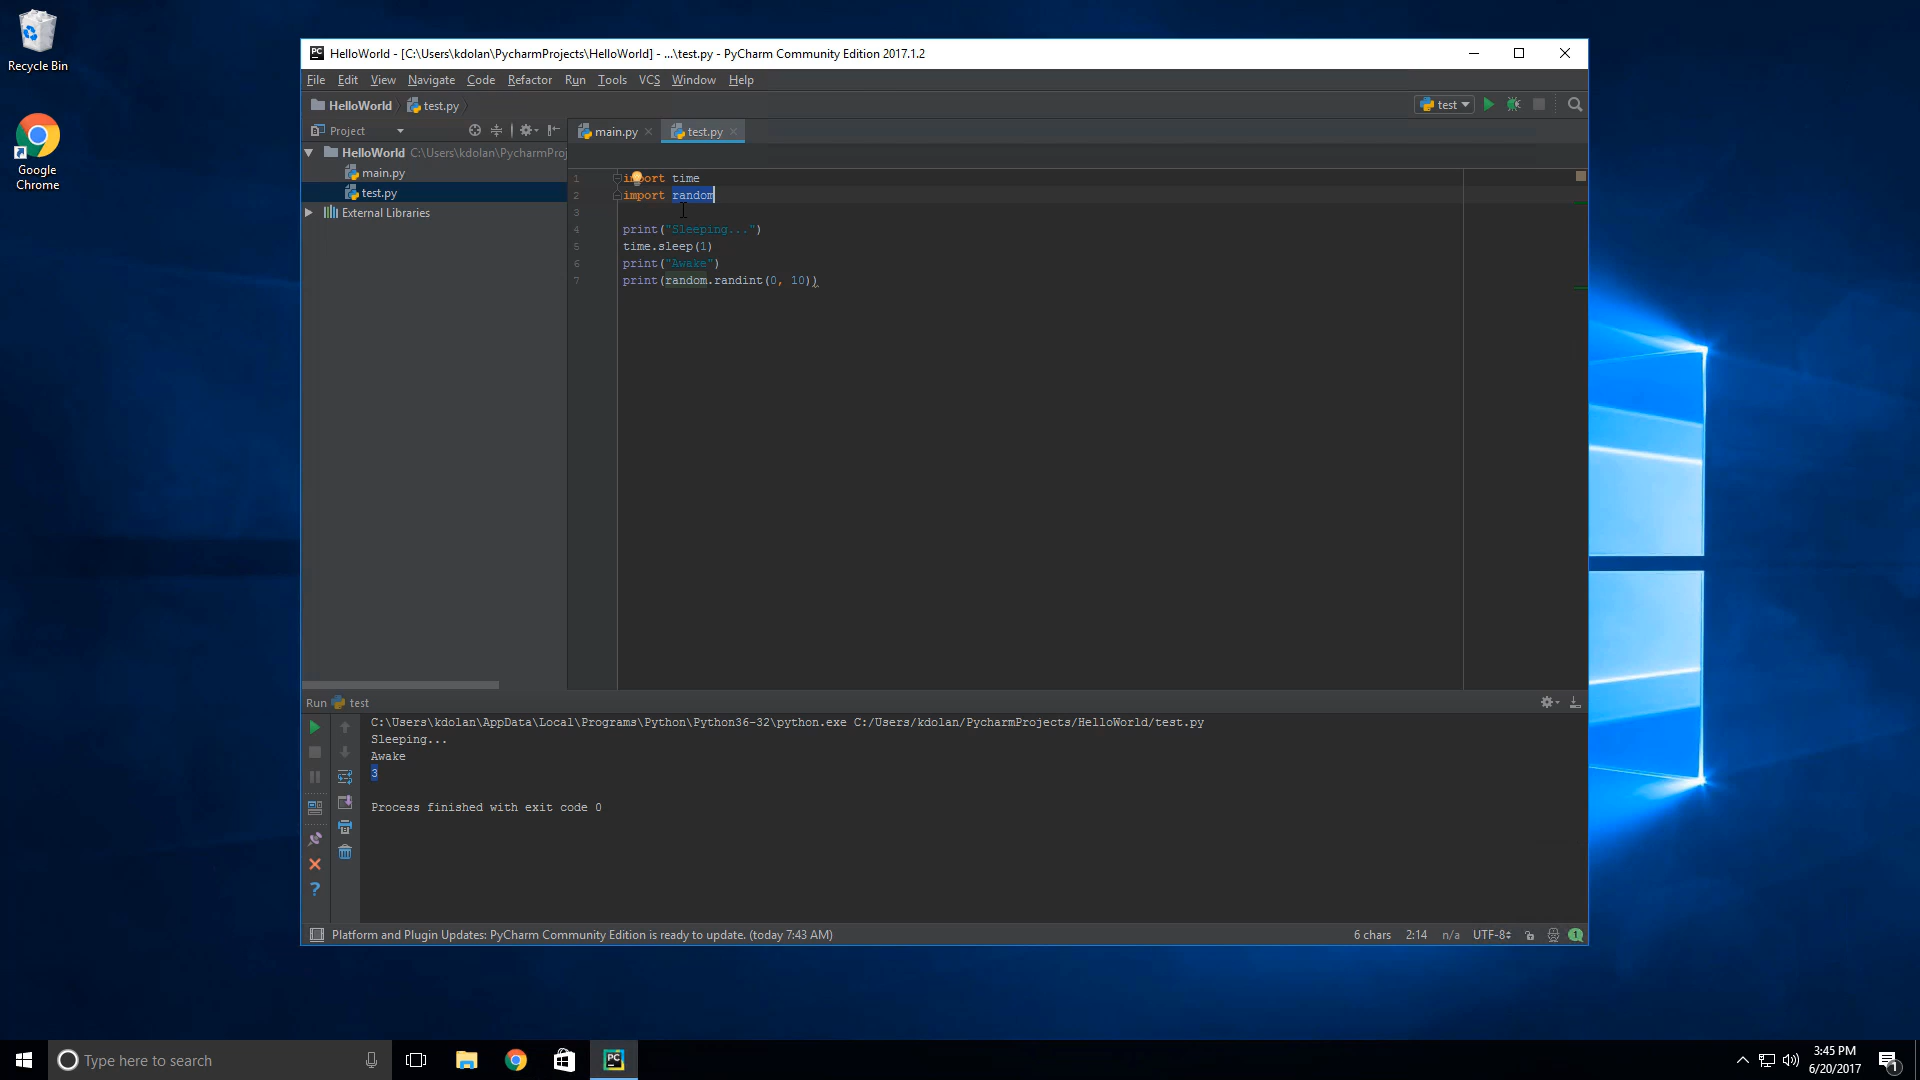 Recycle Bin
Google
Chrome
HelloWorld - [C:\Users\kdolan\PycharmProjects\HelloWorld] - ...\test.py - PyCharm Community Edition 2017.1.2
File Edit View Navigate Code Refactor Run Tools VCS Window Help
HelloWorld test.py
test
Project
main.py test.py
HelloWorld C:\Users\kdolan\PycharmProj
main.py
test.py
External Libraries
1 import time
2 import random
3
4 print("Sleeping...")
5 time.sleep(1)
6 print("Awake")
7 print(random.randint(0, 10))
Run test
C:\Users\kdolan\AppData\Local\Programs\Python\Python36-32\python.exe C:/Users/kdolan/PycharmProjects/HelloWorld/test.py
Sleeping...
Awake
3
Process finished with exit code 0
Platform and Plugin Updates: PyCharm Community Edition is ready to update. (today 7:43 AM)
6 chars 2:14 n/a UTF-8 1
Type here to search
3:45 PM
6/20/2017
1